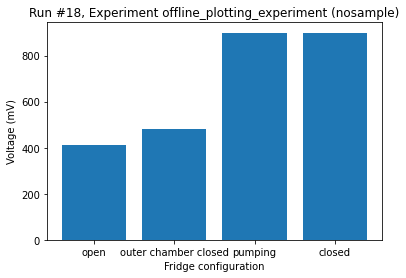 Run #18, Experiment offline_plotting_experiment (nosample)
Voltage (mV)
800
600
400
200
0
open outer chamber closed pumping closed
Fridge configuration